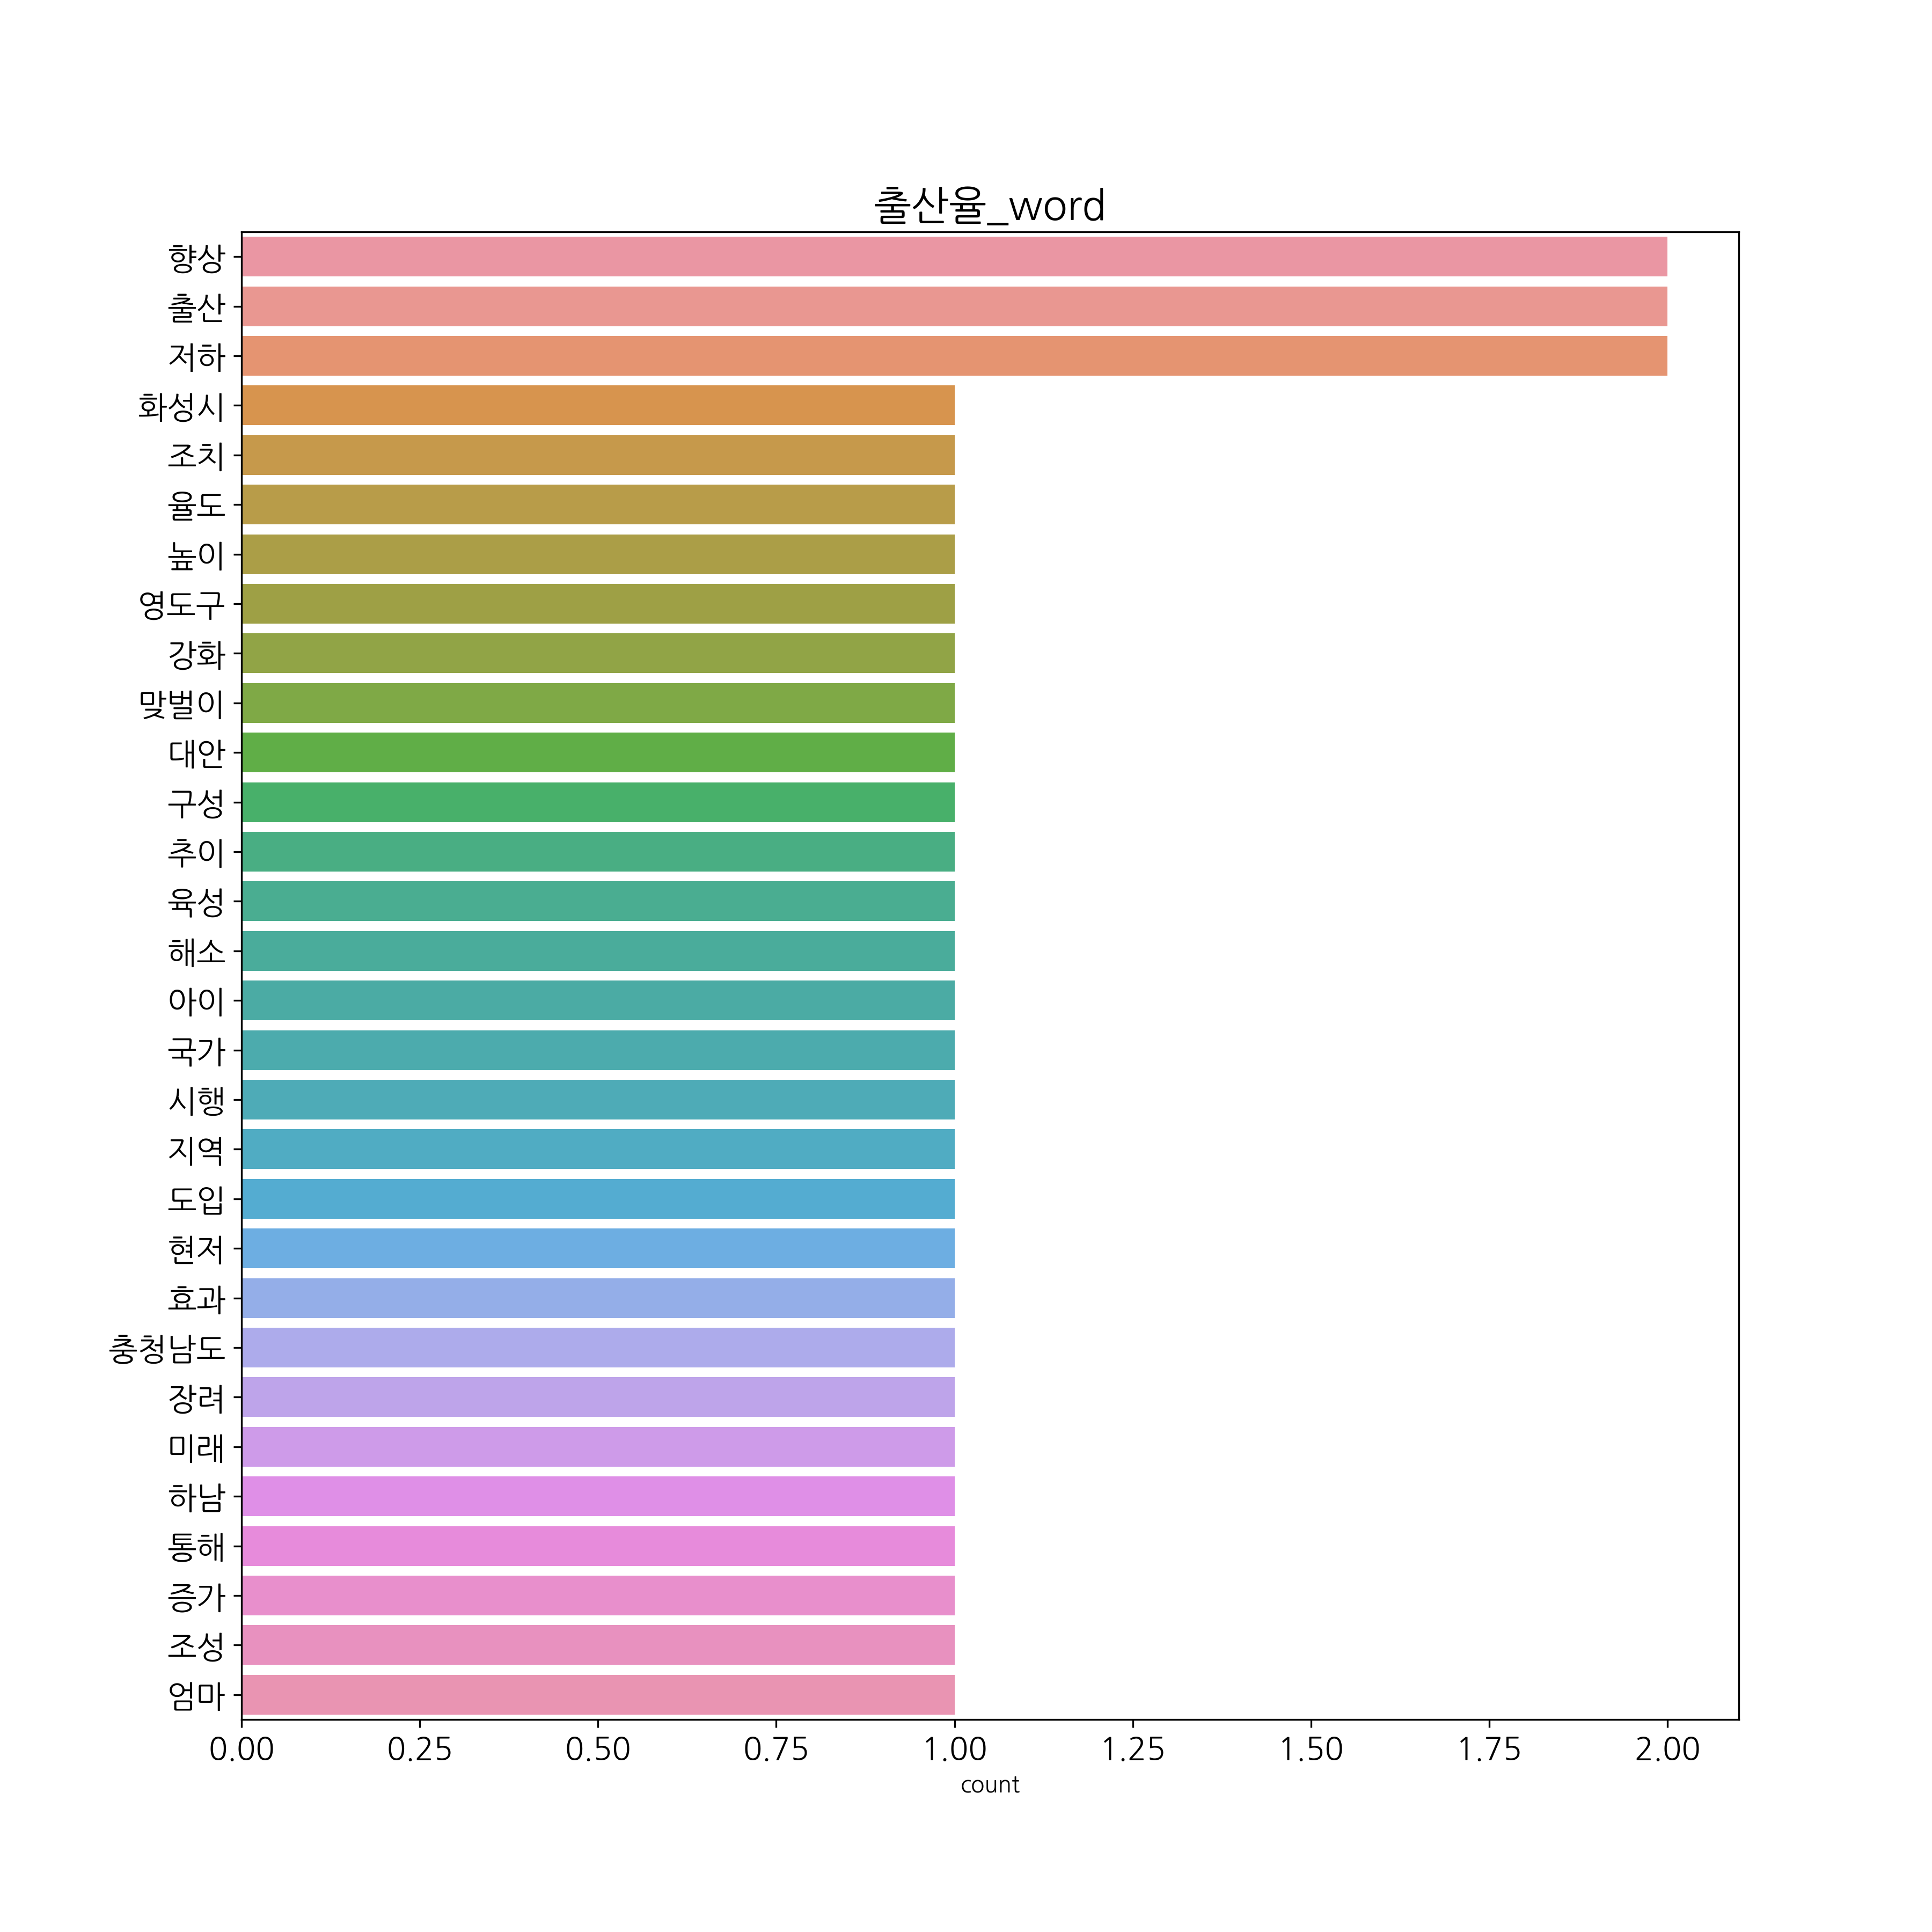 출산율_word
향상
출산
저하
화성시
조치
율도
높이
영도구
강화
맞벌이
대안
구성
추이
육성
해소
아이
국가
시행
지역
도입
현저
효과
충청남도
장려
미래
하남
통해
증가
조성
엄마
0.00 0.25 0.50 0.75 1.00 1.25 1.50 1.75 2.00
count